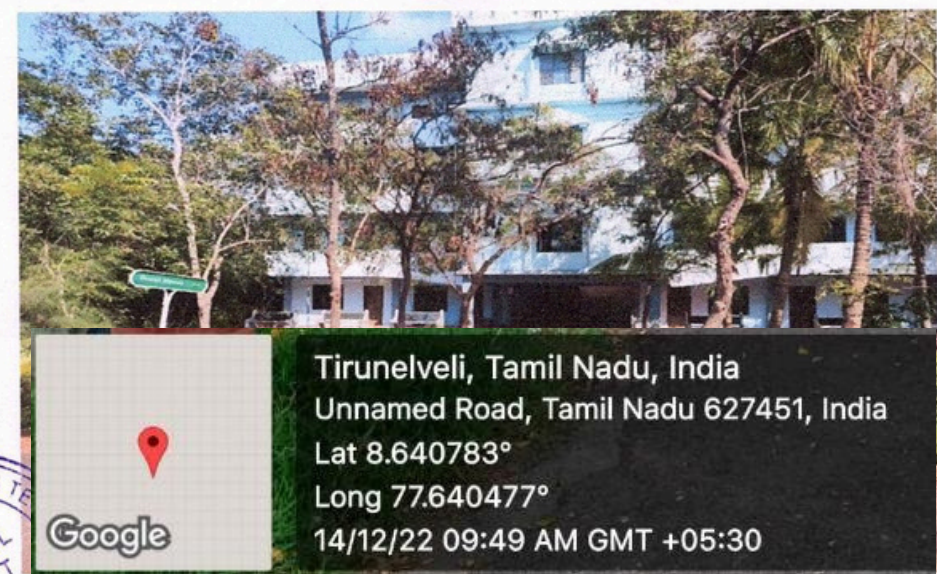 Tirunelveli, Tamil Nadu, India
Unnamed Road, Tamil Nadu 627451, India
Lat 8.640783°
Long 77.640477°
14/12/22 09:49 AM GMT +05:30
Google